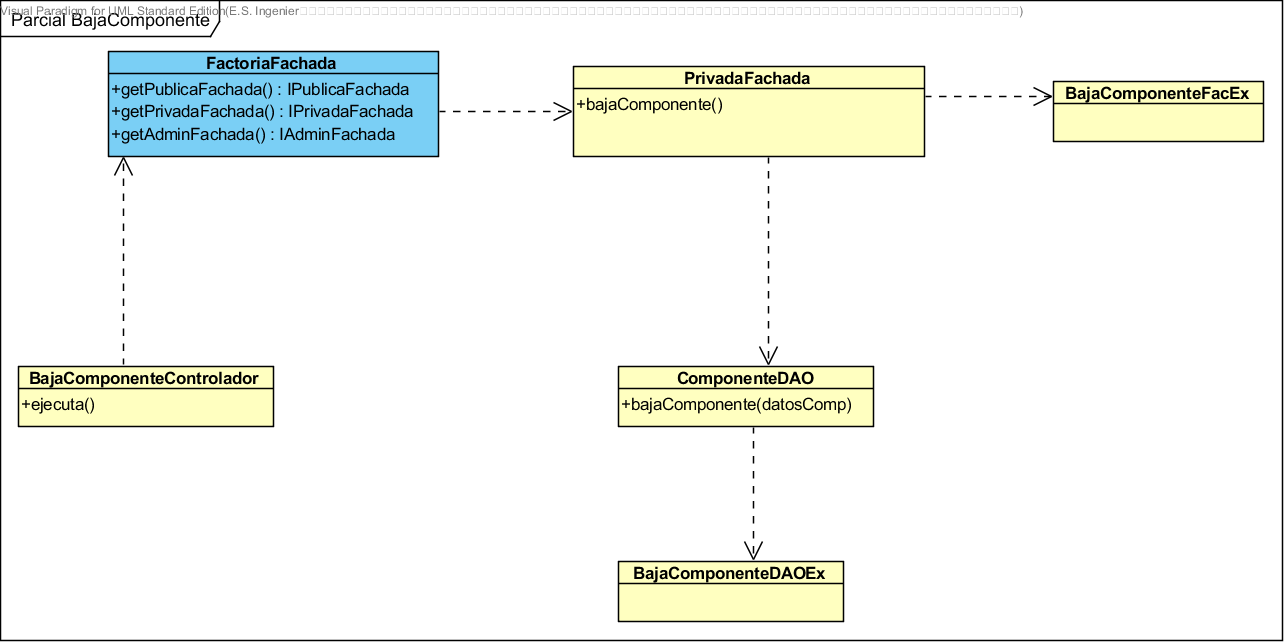 Visual Paradigm for UML Standard Edition(E.S. Ingenier
Parcial BajaComponente
FactoriaFachada
+getPublicaFachada() : IPublicaFachada
+getPrivadaFachada() : IPrivadaFachada
+getAdminFachada() : IAdminFachada
PrivadaFachada
+bajaComponente()
BajaComponenteFacEx
BajaComponenteControlador
+ejecuta()
ComponenteDAO
+bajaComponente(datosComp)
BajaComponenteDAOEx